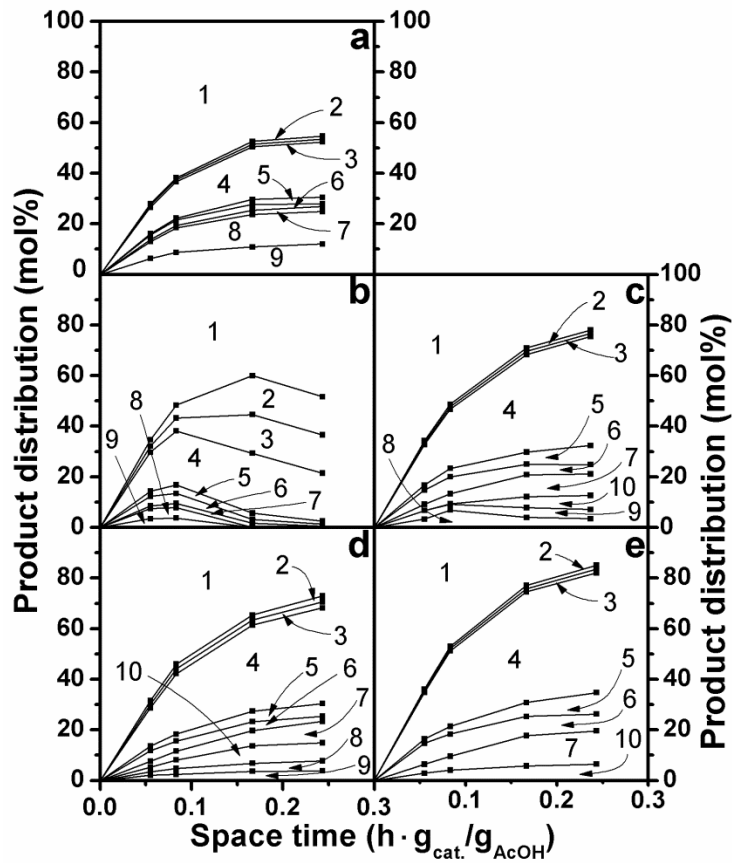 Product distribution (mol%)
Product distribution (mol%)
100 a 100
80 80
1
2
60 60
3
40 5 6 40
4
20 8 7 20
9
0 100
b c
1 2
80 80
1
3
60 60
2
8
3 4
40 5 40
9 6
4 5 8 7
20 6 7 10 20
9
0
d e
2 1 2
80 80
1
3
60 3 60
4
4
10 5 6 5
40 40
7 6
20 8 7 10 20
9
0 0
0.0 0.1 0.2 0.3 0.1 0.2 0.3
Space time (h · gcat./gAcOH)